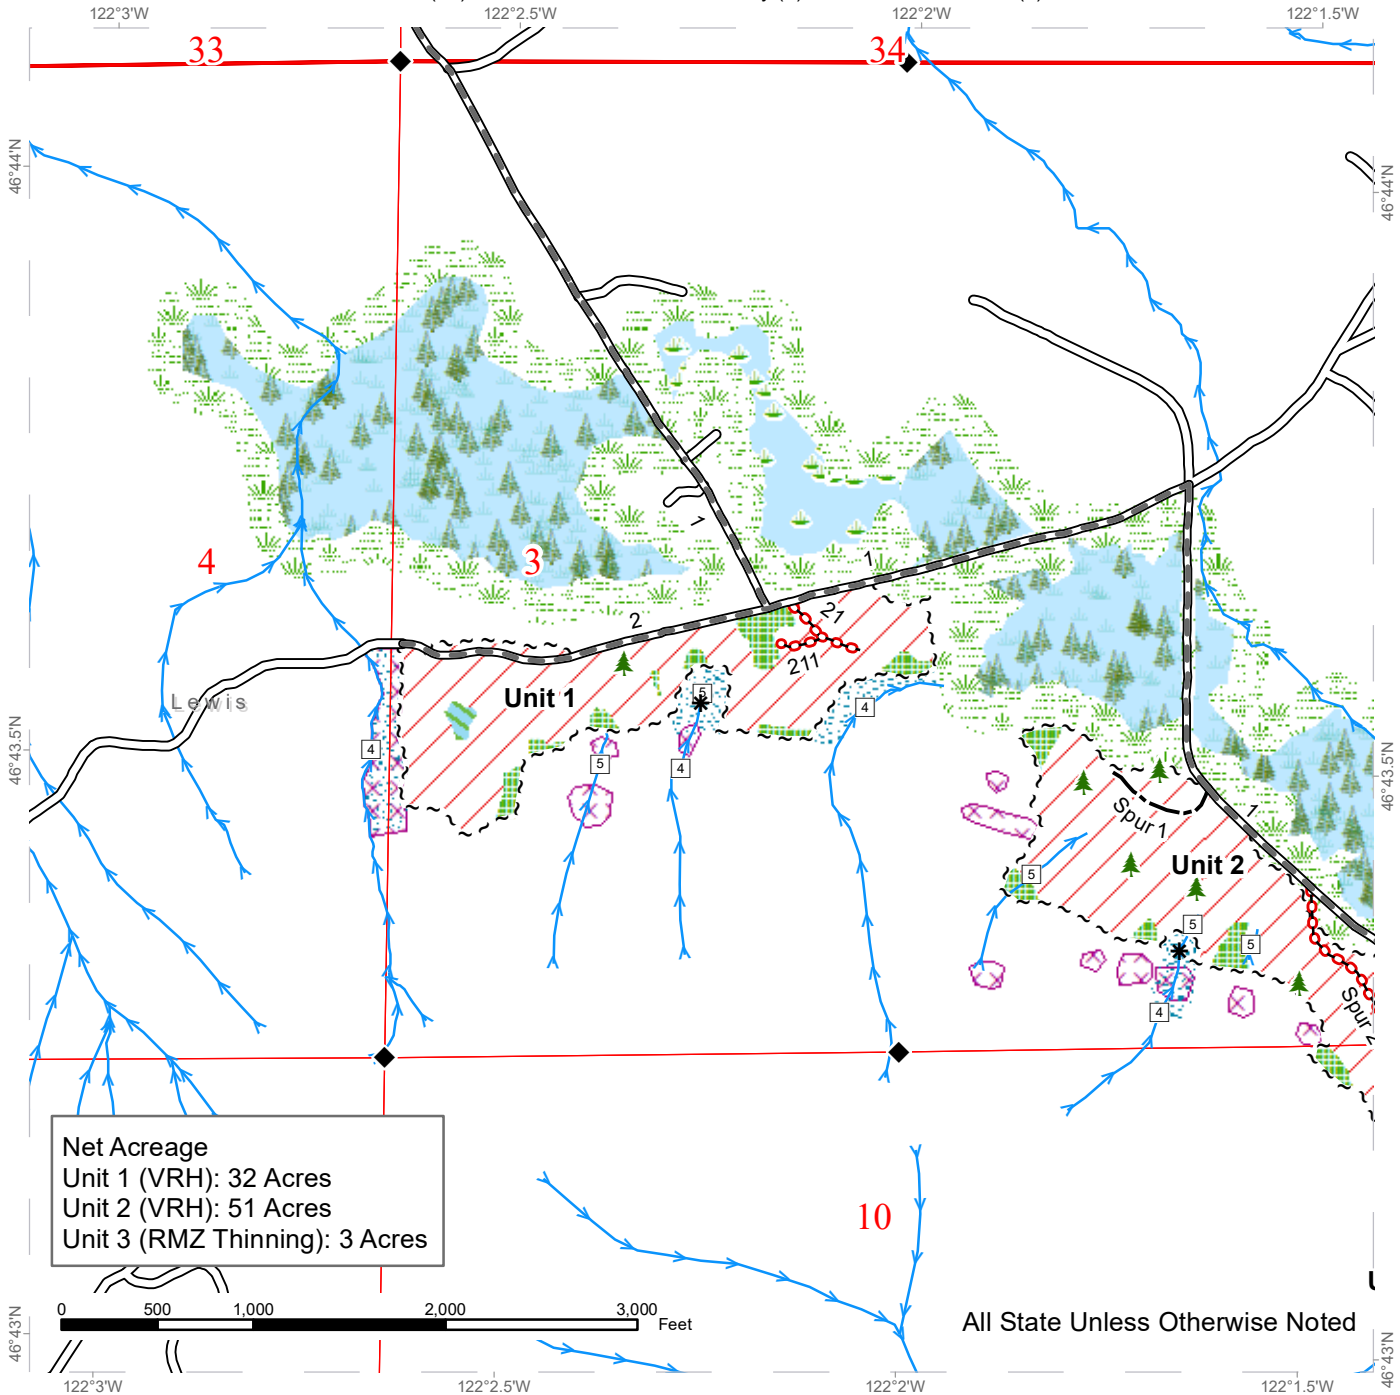 122°3'W
122°2.5'W
122°2'W
122°1.5'W
33
34
46°44'N
46°44'N
1
4
3
1
2
21
211
Lewis
Unit 1
5
4
4
5
4
46°43.5'N
46°43.5'N
Spur 1
1
Unit 2
5
5
5
4
Spur 2
Net Acreage
Unit 1 (VRH): 32 Acres
Unit 2 (VRH): 51 Acres
Unit 3 (RMZ Thinning): 3 Acres
10
0 500 1,000 2,000 3,000
Feet
All State Unless Otherwise Noted
46°43'N
46°43'N
122°3'W
122°2.5'W
122°2'W
122°1.5'W